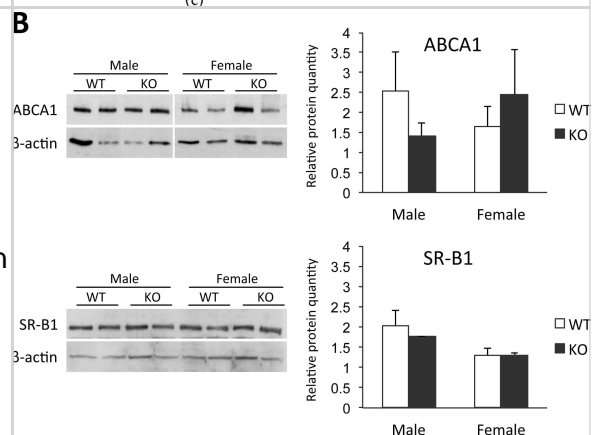 (c)
B
Male Female
WT KO WT KO
ABCA1
β-actin
ABCA1
Relative protein quantity
4
3.5
3
2.5
2
1.5
1
0.5
0
Male Female
WT
KO
n
Male Female
WT KO WT KO
SR-B1
β-actin
SR-B1
Relative protein quantity
4
3.5
3
2.5
2
1.5
1
0.5
0
Male Female
WT
KO